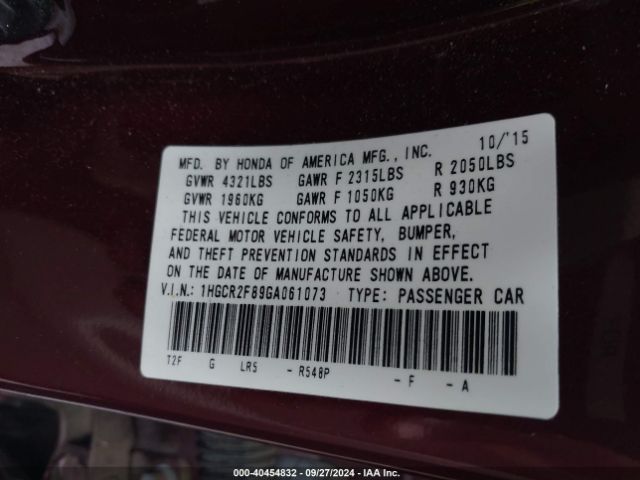 10/'15
MFD. BY HONDA OF AMERICA MFG., INC.
GVWR 4321LBS GAWR F 2315LBS R 2050LBS
GVWR 1960KG GAWR F 1050KG R 930KG
THIS VEHICLE CONFORMS TO ALL APPLICABLE
FEDERAL MOTOR VEHICLE SAFETY, BUMPER,
AND THEFT PREVENTION STANDARDS IN EFFECT
ON THE DATE OF MANUFACTURE SHOWN ABOVE.
V.I.N.: 1HGCR2F89GA061073 TYPE: PASSENGER CAR
T2F G LR5 - R548P - F - A
000-40454832 - 09/27/2024 - IAA Inc.